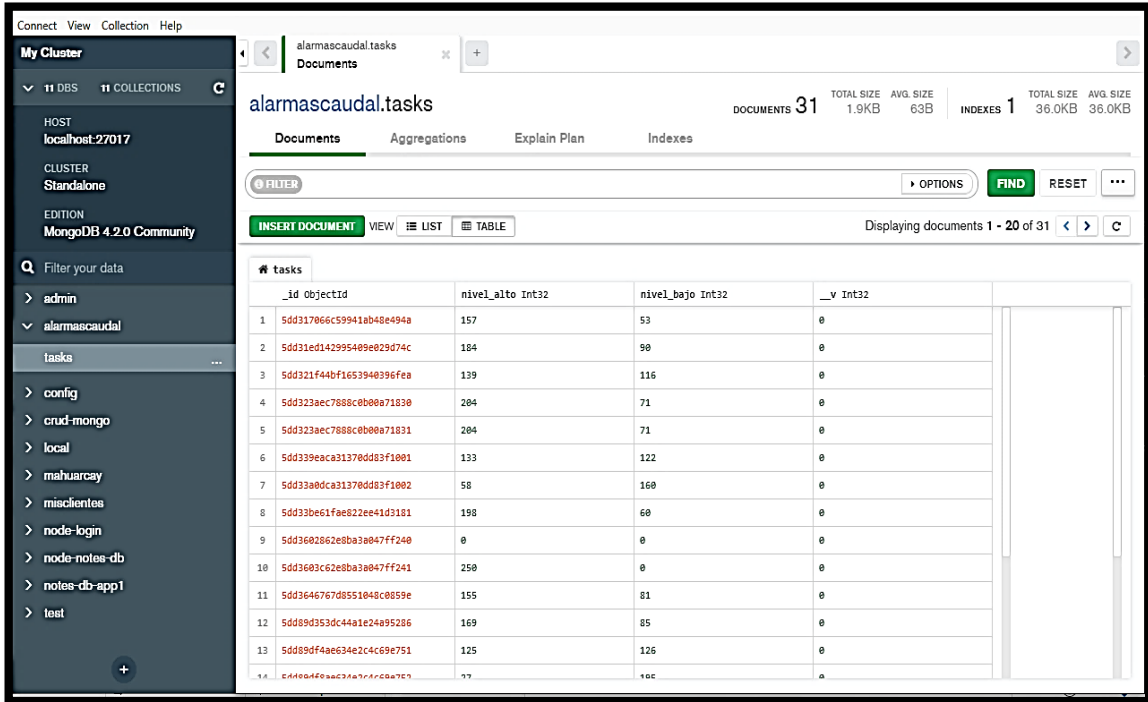 Connect View Collection Help
My Cluster
11 DBS 11 COLLECTIONS
HOST
localhost:27017
CLUSTER
Standalone
EDITION
MongoDB 4.2.0 Community
Filter your data
admin
alarmascaudal
tasks ...
config
crud-mongo
local
mahuarcay
misclientes
node-login
node-notes-db
notes-db-app1
test
alarmascaudal.tasks
Documents
alarmascaudal.tasks
DOCUMENTS 31 TOTAL SIZE 1.9KB AVG. SIZE 63B INDEXES 1 TOTAL SIZE 36.0KB AVG. SIZE 36.0KB
Documents Aggregations Explain Plan Indexes
FILTER OPTIONS FIND RESET ...
INSERT DOCUMENT VIEW LIST TABLE Displaying documents 1 - 20 of 31
tasks
_id ObjectId nivel_alto Int32 nivel_bajo Int32 __v Int32
1 5dd317066c59941ab48e494a 157 53 0
2 5dd31ed142995409e029d74c 184 90 0
3 5dd321f44bf1653940396fea 139 116 0
4 5dd323aec7888c0b00a71830 204 71 0
5 5dd323aec7888c0b00a71831 204 71 0
6 5dd339eaca31370dd83f1001 133 122 0
7 5dd33a0dca31370dd83f1002 58 160 0
8 5dd33be61fae822ee41d3181 198 60 0
9 5dd3602862e8ba3a047ff240 0 0 0
10 5dd3603c62e8ba3a047ff241 250 0 0
11 5dd3646767d8551048c0859e 155 81 0
12 5dd89d353dc44a1e24a95286 169 85 0
13 5dd89df4ae634e2c4c69e751 125 126 0
14 5dd89df8ae634e2c4c69e752 27 195 0